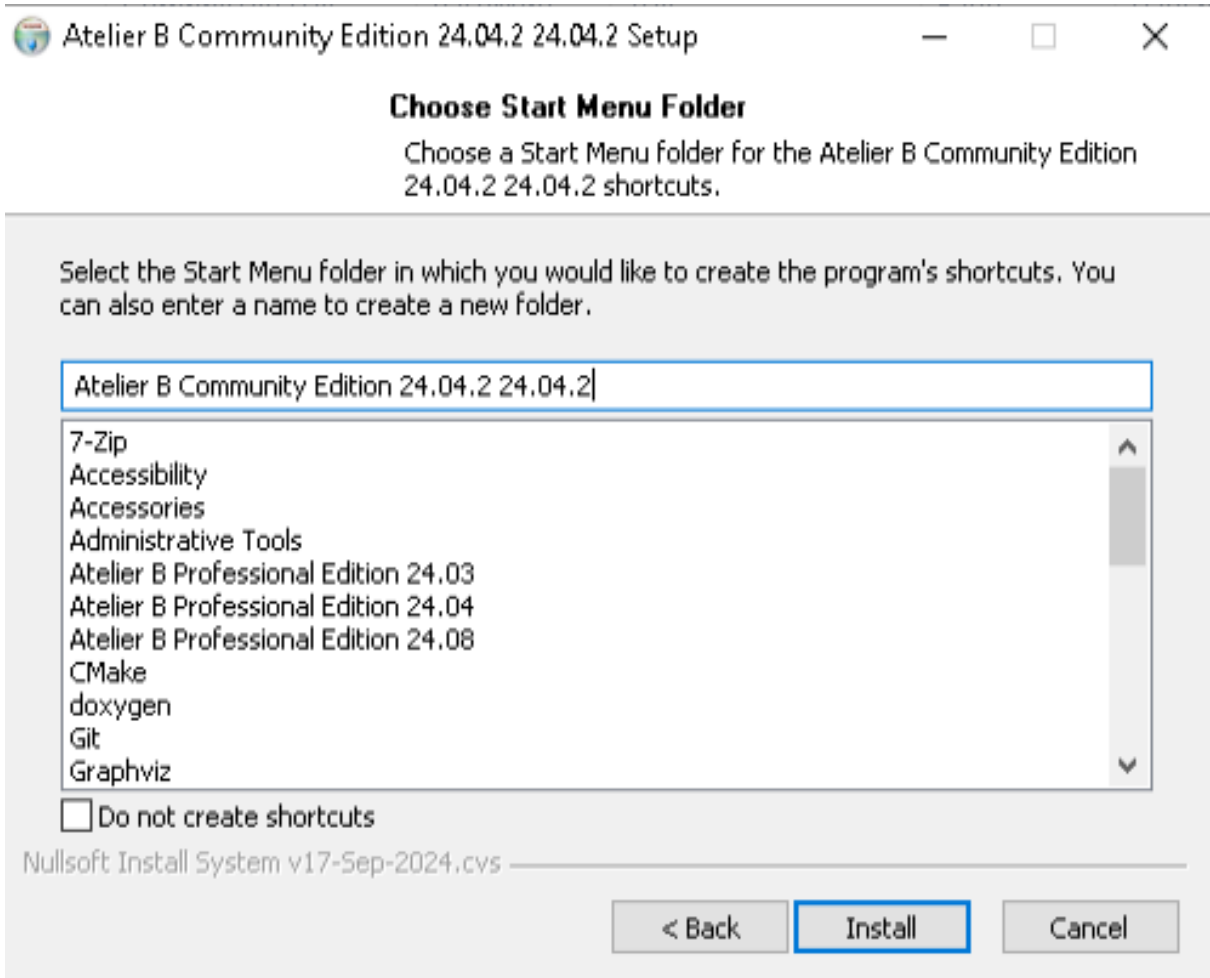 Atelier B Community Edition 24.04.2 24.04.2 Setup
Choose Start Menu Folder
Choose a Start Menu folder for the Atelier B Community Edition
24.04.2 24.04.2 shortcuts.
Select the Start Menu folder in which you would like to create the program's shortcuts. You
can also enter a name to create a new folder.
Atelier B Community Edition 24.04.2 24.04.2
7-Zip
Accessibility
Accessories
Administrative Tools
Atelier B Professional Edition 24.03
Atelier B Professional Edition 24.04
Atelier B Professional Edition 24.08
CMake
doxygen
Git
Graphviz
Do not create shortcuts
Nullsoft Install System v17-Sep-2024.cvs
< Back Install Cancel